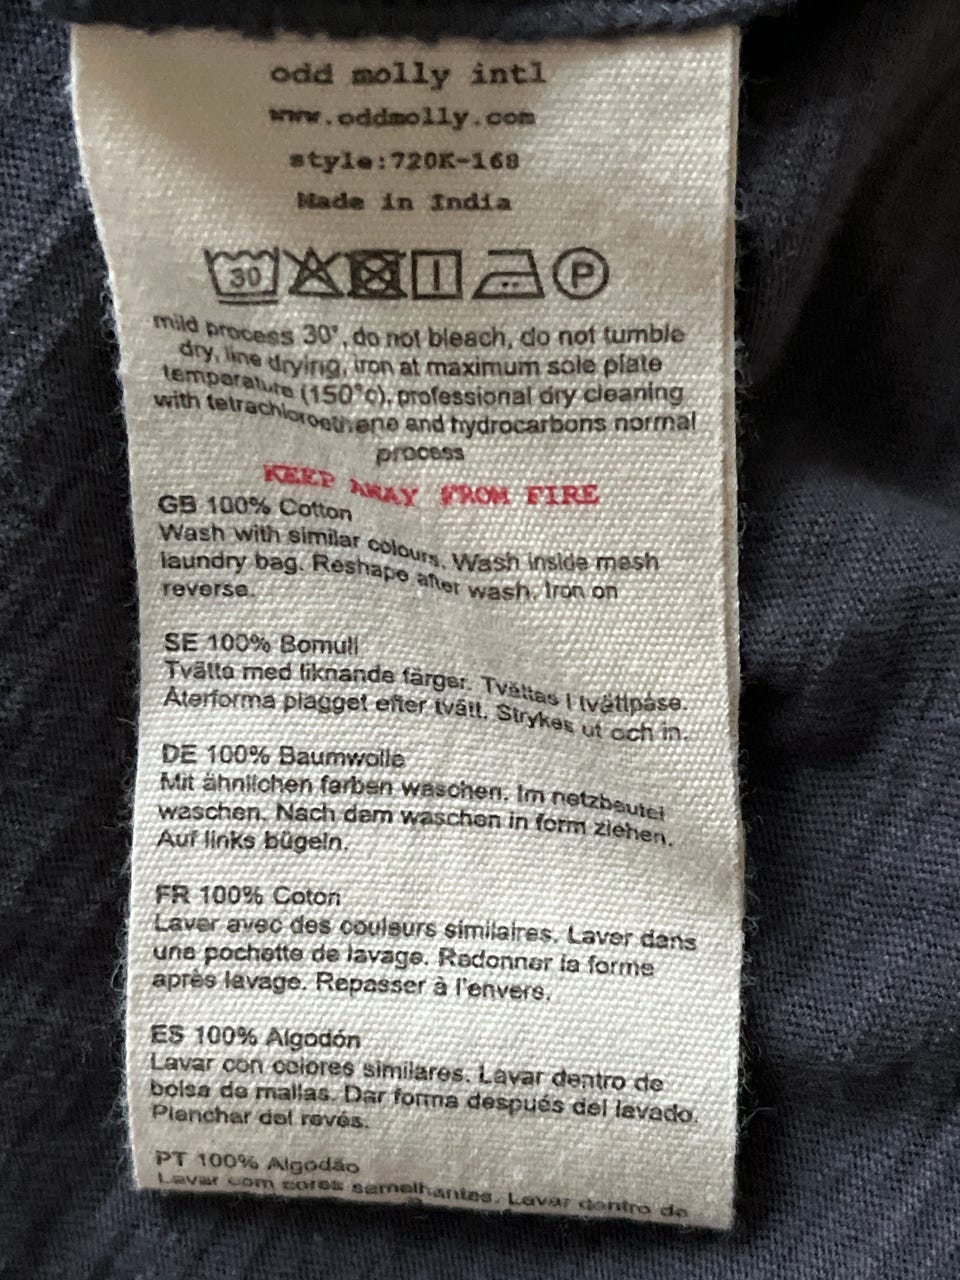 odd molly intl
www.oddmolly.com
style:720K-168
Made in India
30 P
mild process 30°, do not bleach, do not tumble
dry, line drying, iron at maximum sole plate
temperature (150°c), professional dry cleaning
with tetrachloroethene and hydrocarbons normal
process
KEEP AWAY FROM FIRE
GB 100% Cotton
Wash with similar colours. Wash inside mesh
laundry bag. Reshape after wash. Iron on
reverse.
SE 100% Bomull
Tvätta med liknande färger. Tvättas i tvättpåse.
Återforma plagget efter tvätt. Strykes ut och in.
DE 100% Baumwolle
Mit ähnlichen farben waschen. Im netzbeutel
waschen. Nach dem waschen in form ziehen.
Auf links bügeln.
FR 100% Coton
Laver avec des couleurs similaires. Laver dans
une pochette de lavage. Redonner la forme
après lavage. Repasser à l'envers.
ES 100% Algodón
Lavar con colores similares. Lavar dentro de
bolsa de mallas. Dar forma después del lavado.
Planchar del revés.
PT 100% Algodão
Lavar com cores semelhantes. Lavar dentro de